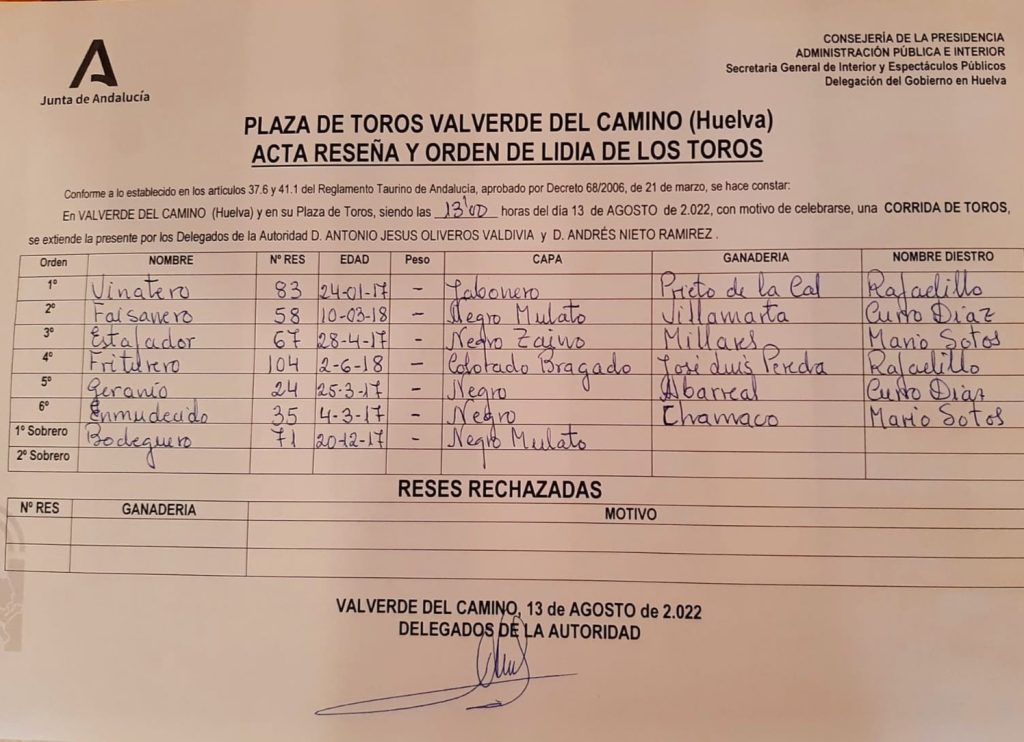 Junta de Andalucía
CONSEJERÍA DE LA PRESIDENCIA
ADMINISTRACIÓN PÚBLICA E INTERIOR
Secretaria General de Interior y Espectáculos Públicos
Delegación del Gobierno en Huelva
PLAZA DE TOROS VALVERDE DEL CAMINO (Huelva)
ACTA RESEÑA Y ORDEN DE LIDIA DE LOS TOROS
Conforme a lo establecido en los artículos 37.6 y 41.1 del Reglamento Taurino de Andalucía, aprobado por Decreto 68/2006, de 21 de marzo, se hace constar:
En VALVERDE DEL CAMINO (Huelva) y en su Plaza de Toros, siendo las 13'00 horas del día 13 de AGOSTO de 2.022, con motivo de celebrarse, una CORRIDA DE TOROS,
se extiende la presente por los Delegados de la Autoridad D. ANTONIO JESUS OLIVEROS VALDIVIA y D. ANDRÉS NIETO RAMIREZ .
Orden NOMBRE Nº RES EDAD Peso CAPA GANADERIA NOMBRE DIESTRO
1º Vinatero 83 24-01-17 - Jabonero Prieto de la Cal Rafaelillo
2º Faisanero 58 10-03-18 - Negro Mulato Villamarta Curro Díaz
3º Estafador 67 28-4-17 - Negro Zaino Millares Mario Sotos
4º Friturero 104 2-6-18 - Colorado Bragado José Luis Pereda Rafaelillo
5º Geranio 24 25-3-17 - Negro Albarreal Curro Diaz
6º Enmudecido 35 4-3-17 - Negro Chamaco Mario Sotos
1º Sobrero Bodeguero 71 20-12-17 - Negro Mulato
2º Sobrero
RESES RECHAZADAS
Nº RES GANADERIA MOTIVO
VALVERDE DEL CAMINO, 13 de AGOSTO de 2.022
DELEGADOS DE LA AUTORIDAD